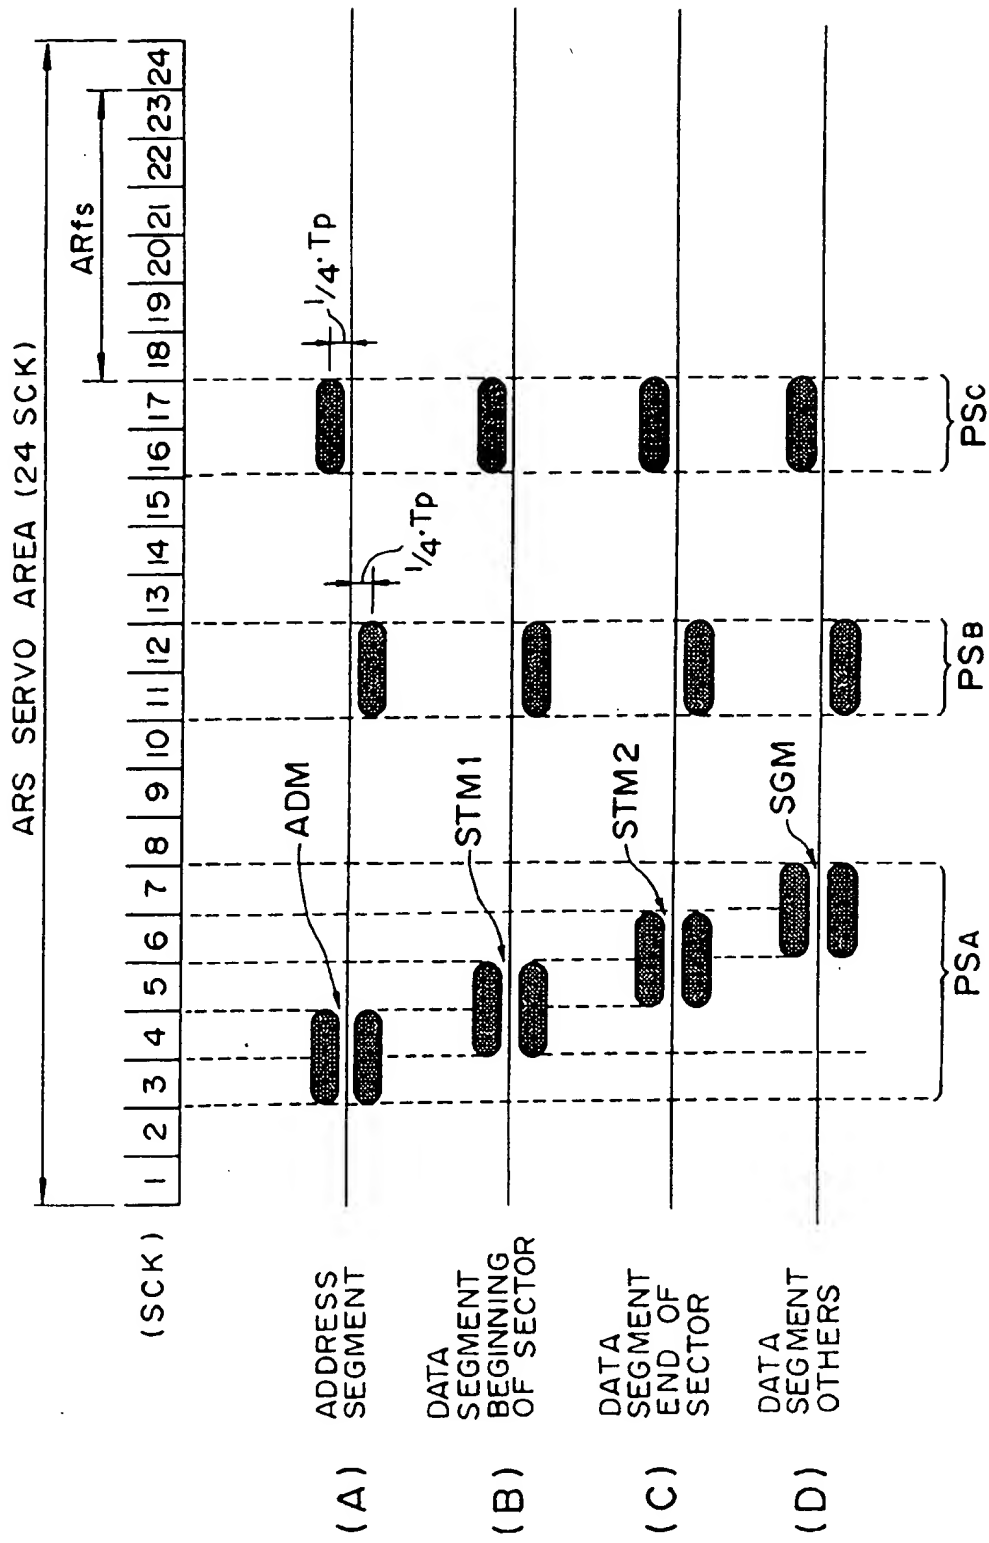 ARS SERVO AREA (24 SCK)
ARfs
(SCK)
1 2 3 4 5 6 7 8 9 10 11 12 13 14 15 16 17 18 19 20 21 22 23 24
(A)
ADDRESS
SEGMENT
ADM
1/4·Tp
1/4·Tp
(B)
DATA
SEGMENT
BEGINNING
OF SECTOR
STM1
(C)
DATA
SEGMENT
END OF
SECTOR
STM2
(D)
DATA
SEGMENT
OTHERS
SGM
PSA
PSB
PSC